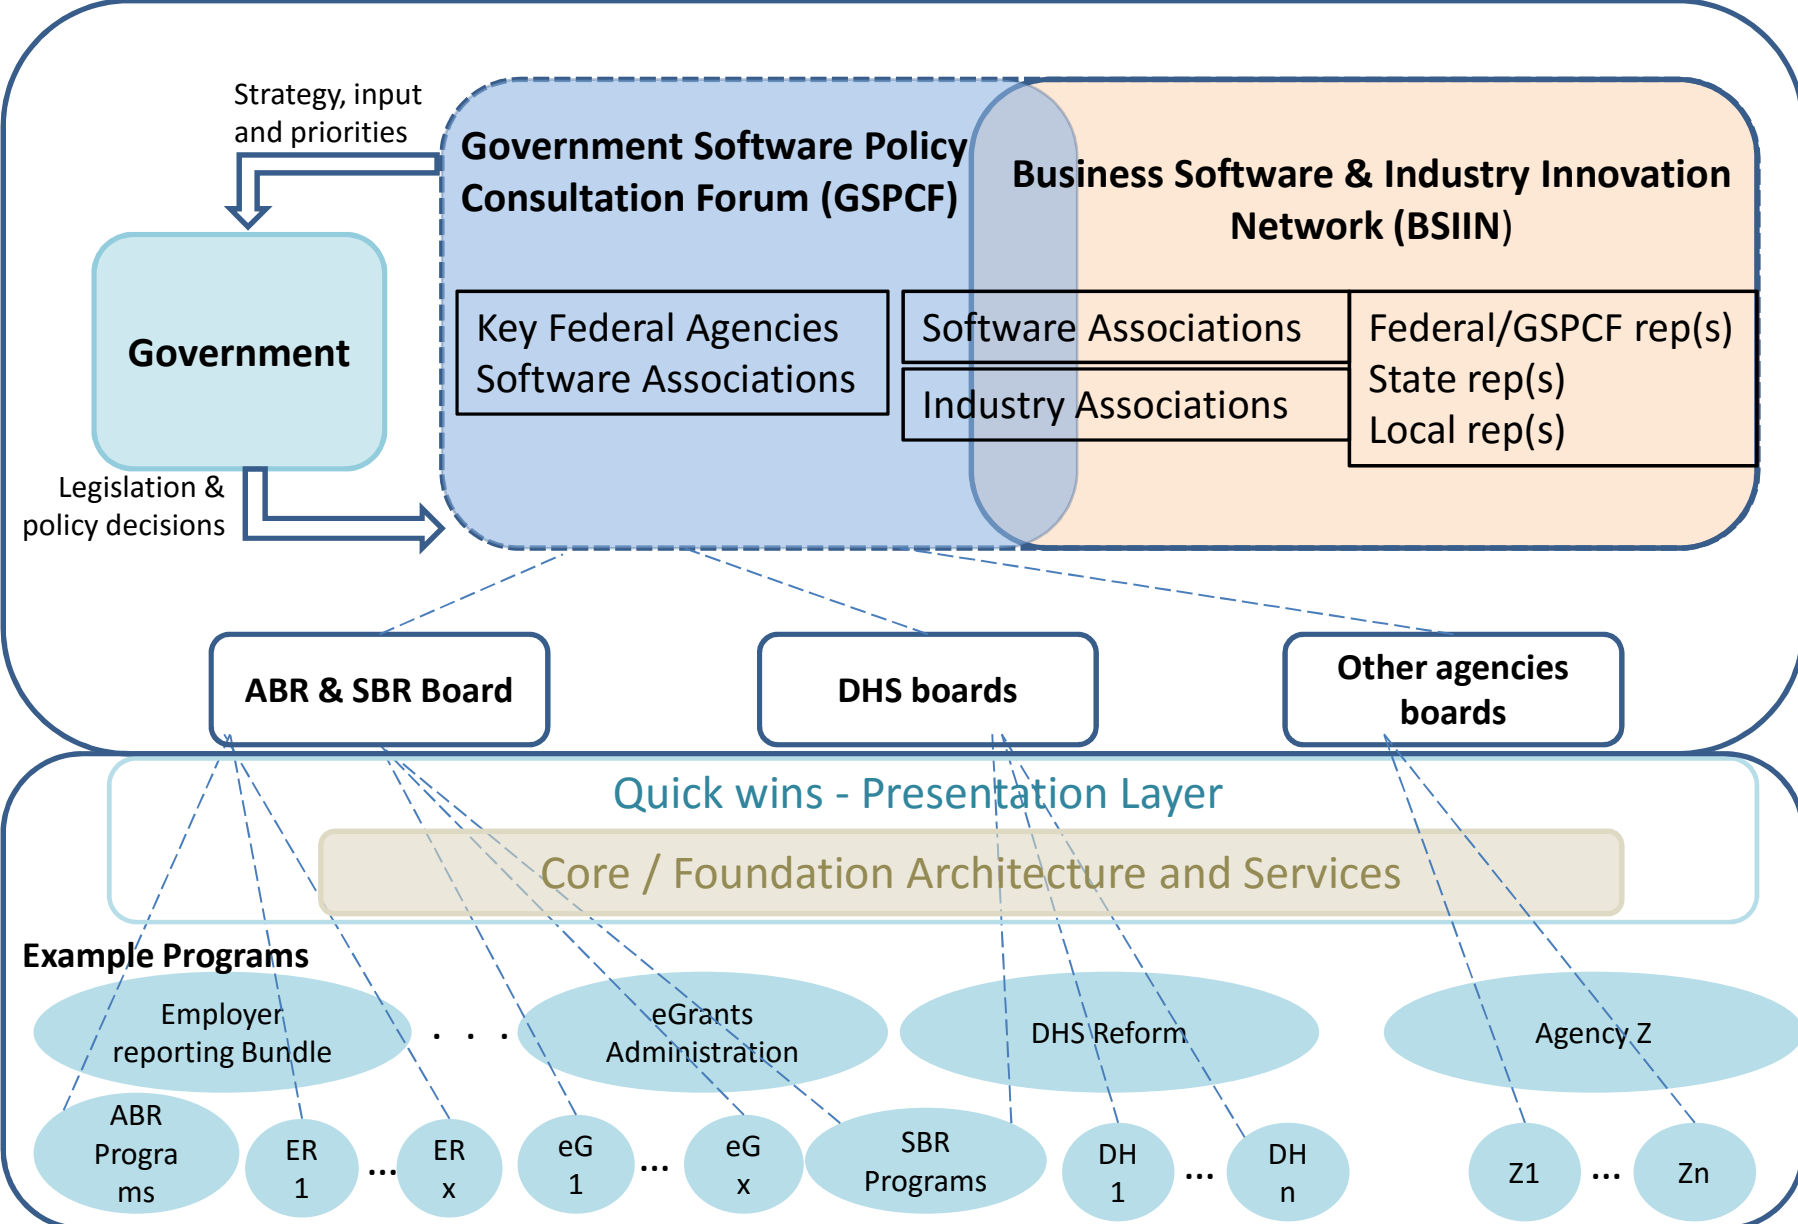 Strategy, input
and priorities
Government Software Policy
Consultation Forum (GSPCF)
Business Software & Industry Innovation
Network (BSIIN)
Government
Key Federal Agencies
Software Associations
Software Associations
Industry Associations
Federal/GSPCF rep(s)
State rep(s)
Local rep(s)
Legislation &
policy decisions
ABR & SBR Board
DHS boards
Other agencies
boards
Quick wins - Presentation Layer
Core / Foundation Architecture and Services
Example Programs
Employer
reporting Bundle
. . .
eGrants
Administration
DHS Reform
Agency Z
ABR
Progra
ms
ER
1
...
ER
x
eG
1
...
eG
x
SBR
Programs
DH
1
...
DH
n
Z1
...
Zn